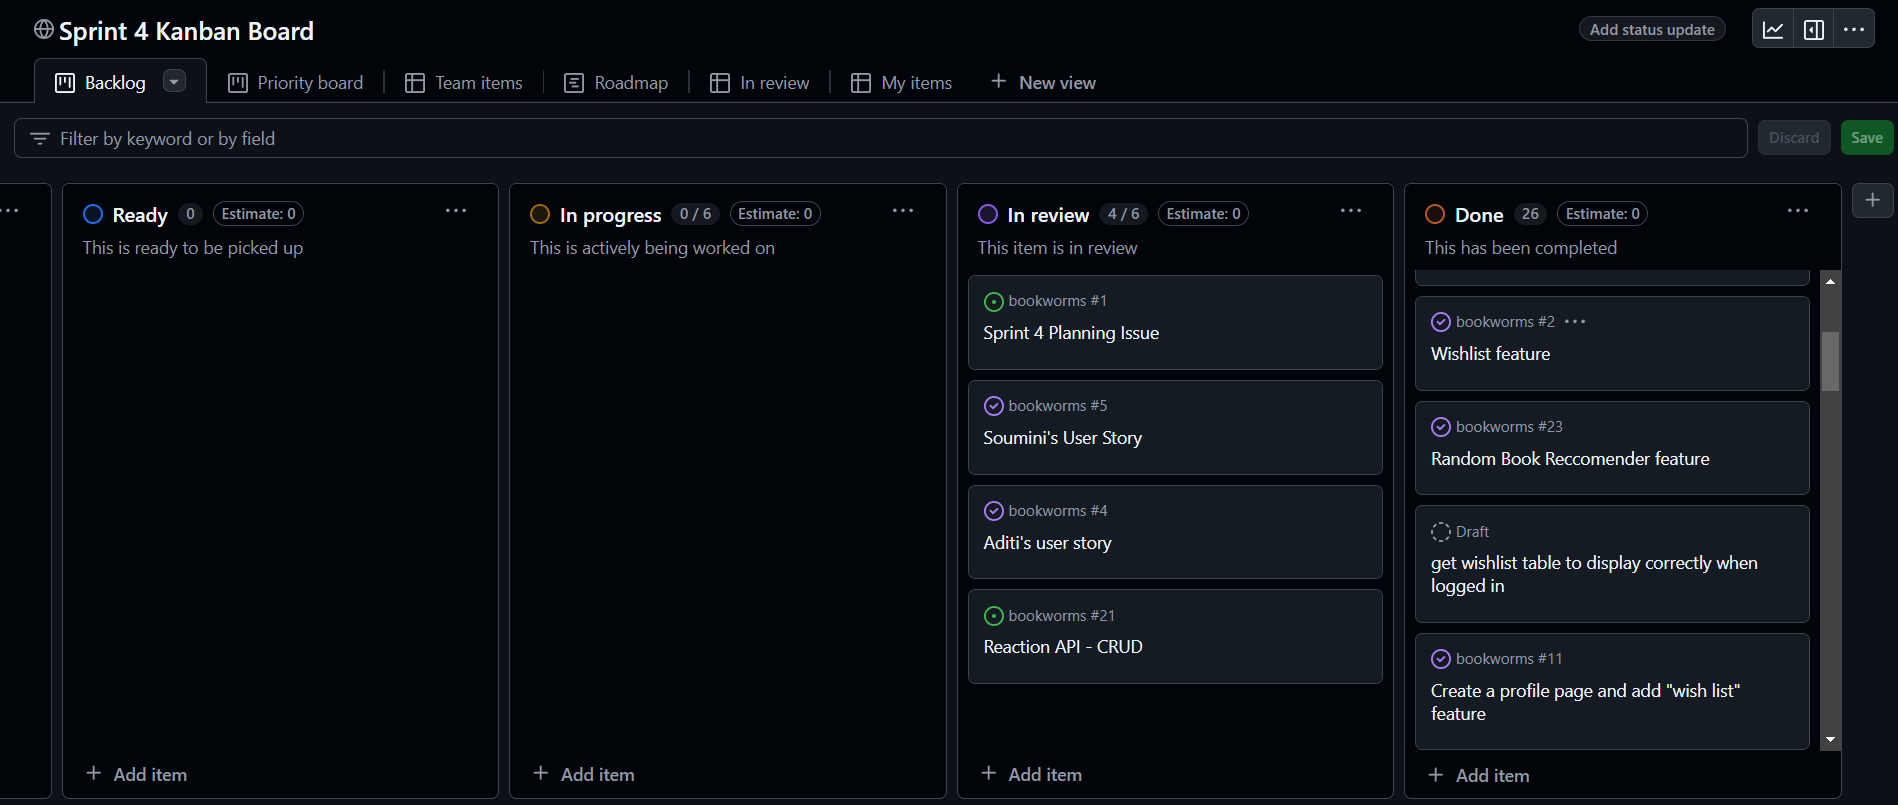 Sprint 4 Kanban Board
Add status update
Backlog
Priority board
Team items
Roadmap
In review
My items
New view
Filter by keyword or by field
Discard
Save
Ready 0 Estimate: 0
This is ready to be picked up
Add item
In progress 0 / 6 Estimate: 0
This is actively being worked on
Add item
In review 4 / 6 Estimate: 0
This item is in review
bookworms #1
Sprint 4 Planning Issue
bookworms #5
Soumini's User Story
bookworms #4
Aditi's user story
bookworms #21
Reaction API - CRUD
Add item
Done 26 Estimate: 0
This has been completed
bookworms #2
Wishlist feature
bookworms #23
Random Book Reccomender feature
Draft
get wishlist table to display correctly when
logged in
bookworms #11
Create a profile page and add "wish list"
feature
Add item